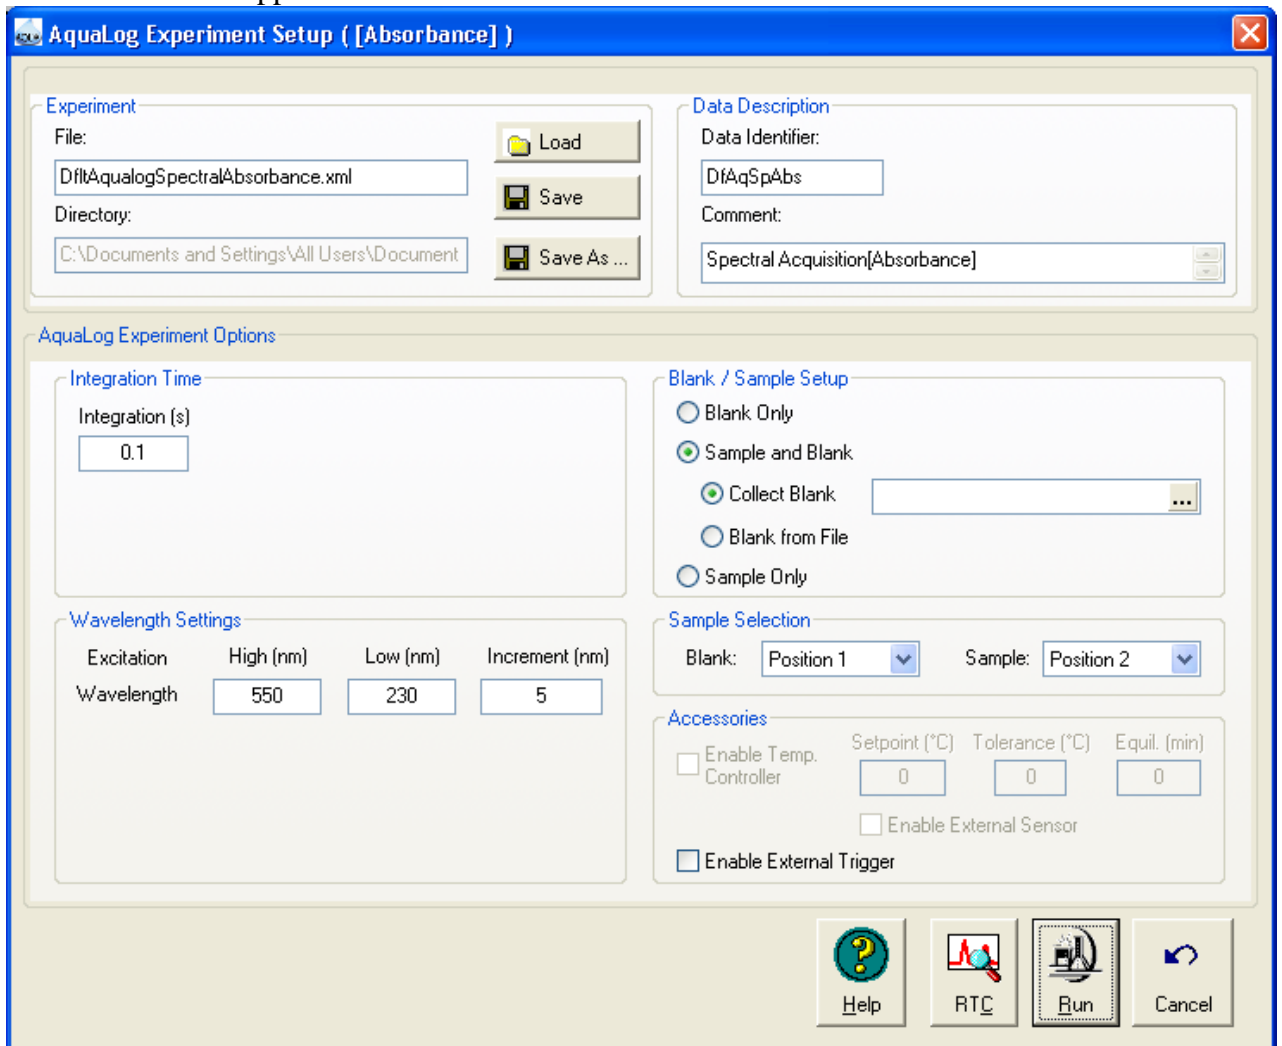 AquaLog Experiment Setup ( [Absorbance] )
Experiment
File:
DfltAqualogSpectralAbsorbance.xml
Directory:
C:\Documents and Settings\All Users\Document
Load
Save
Save As ...
Data Description
Data Identifier:
DfAqSpAbs
Comment:
Spectral Acquisition[Absorbance]
AquaLog Experiment Options
Integration Time
Integration (s)
0.1
Blank / Sample Setup
Blank Only
Sample and Blank
Collect Blank
...
Blank from File
Sample Only
Wavelength Settings
Excitation Wavelength
High (nm) Low (nm) Increment (nm)
550 230 5
Sample Selection
Blank: Position 1 Sample: Position 2
Accessories
Enable Temp. Controller
Setpoint (°C) Tolerance (°C) Equil. (min)
0 0 0
Enable External Sensor
Enable External Trigger
Help RTC Run Cancel